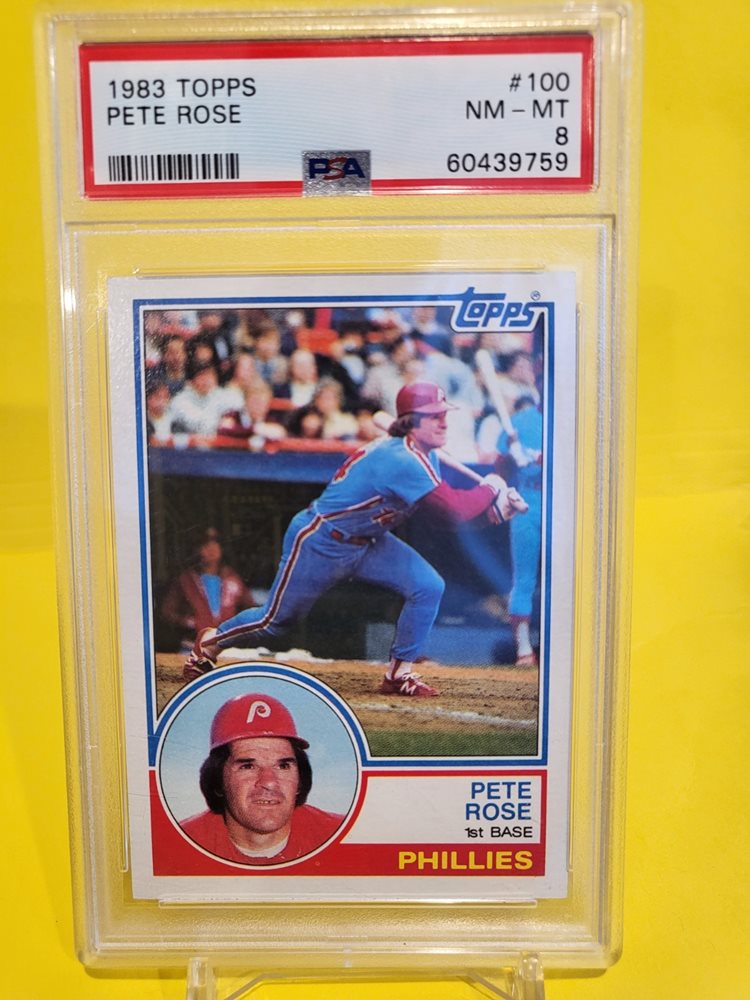 1983 TOPPS
#100
PETE ROSE
NM - MT
8
PSA
60439759
topps
P
M
PETE
ROSE
1st BASE
PHILLIES